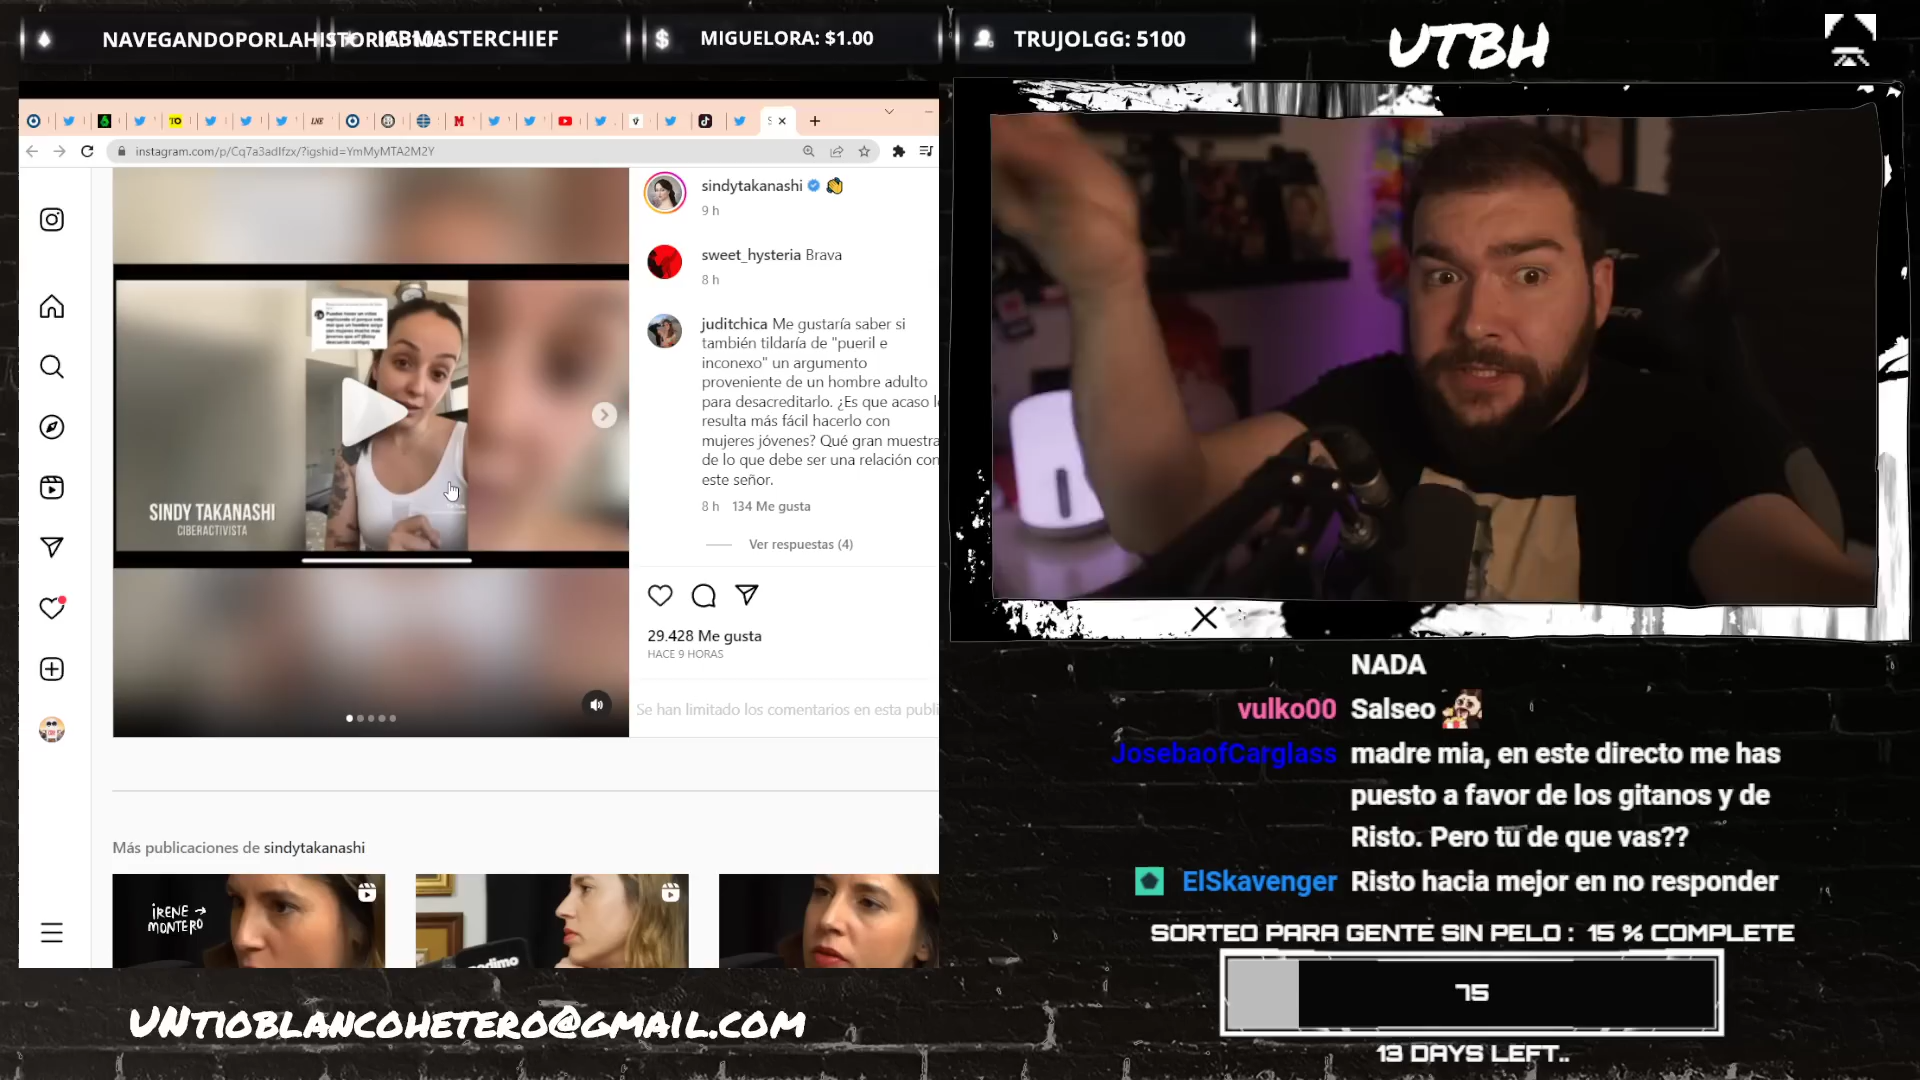 NAVEGANDOPORLAHISTORIA: 100
IABMASTERCHIEF
MIGUELORA: $1.00
TRUJOLGG: 5100
UTBH
instagram.com/p/Cq7a3adIfzx/?igshid=YmMyMTA2M2Y
sindytakanashi
9 h
sweet_hysteria Brava
8 h
juditchica Me gustaría saber si
también tildaría de "pueril e
inconexo" un argumento
proveniente de un hombre adulto
para desacreditarlo. ¿Es que acaso l
resulta más fácil hacerlo con
mujeres jóvenes? Qué gran muestra
de lo que debe ser una relación con
este señor.
8 h 134 Me gusta
Ver respuestas (4)
29.428 Me gusta
HACE 9 HORAS
Se han limitado los comentarios en esta publi
SINDY TAKANASHI
CIBERACTIVISTA
Más publicaciones de sindytakanashi
IRENE →
MONTERO
NADA
vulko00 Salseo
JosebaofCarglass madre mia, en este directo me has
puesto a favor de los gitanos y de
Risto. Pero tu de que vas??
ElSkavenger Risto hacia mejor en no responder
SORTEO PARA GENTE SIN PELO : 15 % COMPLETE
75
13 DAYS LEFT..
UNTIOBLANCOHETERO@GMAIL.COM